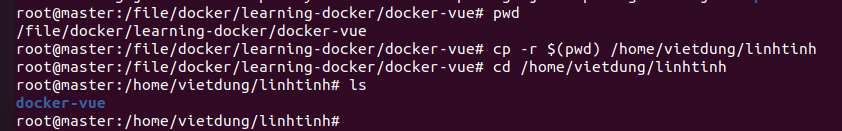 root@master:/file/docker/learning-docker/docker-vue# pwd
/file/docker/learning-docker/docker-vue
root@master:/file/docker/learning-docker/docker-vue# cp -r $(pwd) /home/vietdung/linhtinh
root@master:/file/docker/learning-docker/docker-vue# cd /home/vietdung/linhtinh
root@master:/home/vietdung/linhtinh# ls
docker-vue
root@master:/home/vietdung/linhtinh#